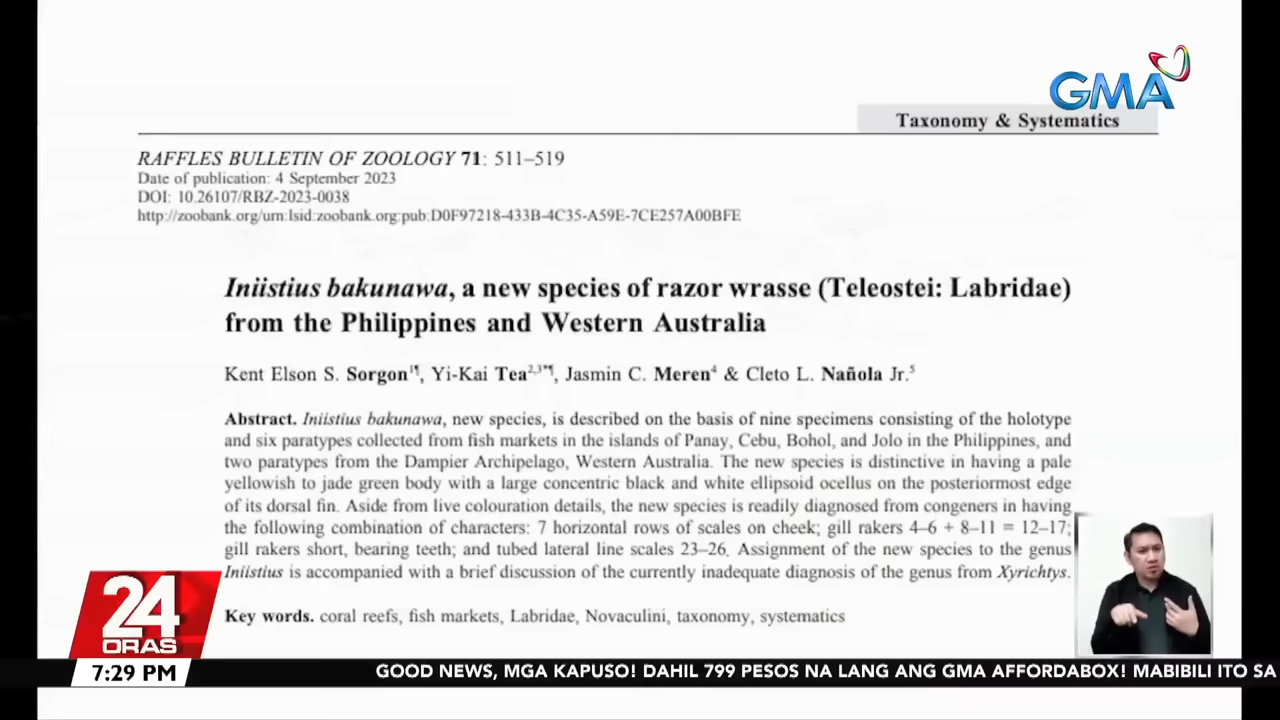 GMA
Taxonomy & Systematics
RAFFLES BULLETIN OF ZOOLOGY 71: 511–519
Date of publication: 4 September 2023
DOI: 10.26107/RBZ-2023-0038
http://zoobank.org/urn:lsid:zoobank.org:pub:D0F97218-433B-4C35-A59E-7CE257A00BFE
Iniistius bakunawa, a new species of razor wrasse (Teleostei: Labridae)
from the Philippines and Western Australia
Kent Elson S. Sorgon1¶, Yi-Kai Tea2,3*¶, Jasmin C. Meren4 & Cleto L. Nañola Jr.5
Abstract. Iniistius bakunawa, new species, is described on the basis of nine specimens consisting of the holotype
and six paratypes collected from fish markets in the islands of Panay, Cebu, Bohol, and Jolo in the Philippines, and
two paratypes from the Dampier Archipelago, Western Australia. The new species is distinctive in having a pale
yellowish to jade green body with a large concentric black and white ellipsoid ocellus on the posteriormost edge
of its dorsal fin. Aside from live colouration details, the new species is readily diagnosed from congeners in having
the following combination of characters: 7 horizontal rows of scales on cheek; gill rakers 4–6 + 8–11 = 12–17;
gill rakers short, bearing teeth; and tubed lateral line scales 23–26. Assignment of the new species to the genus
Iniistius is accompanied with a brief discussion of the currently inadequate diagnosis of the genus from Xyrichtys.
Key words. coral reefs, fish markets, Labridae, Novaculini, taxonomy, systematics
24
ORAS
7:29 PM
GOOD NEWS, MGA KAPUSO! DAHIL 799 PESOS NA LANG ANG GMA AFFORDABOX! MABIBILI ITO SA